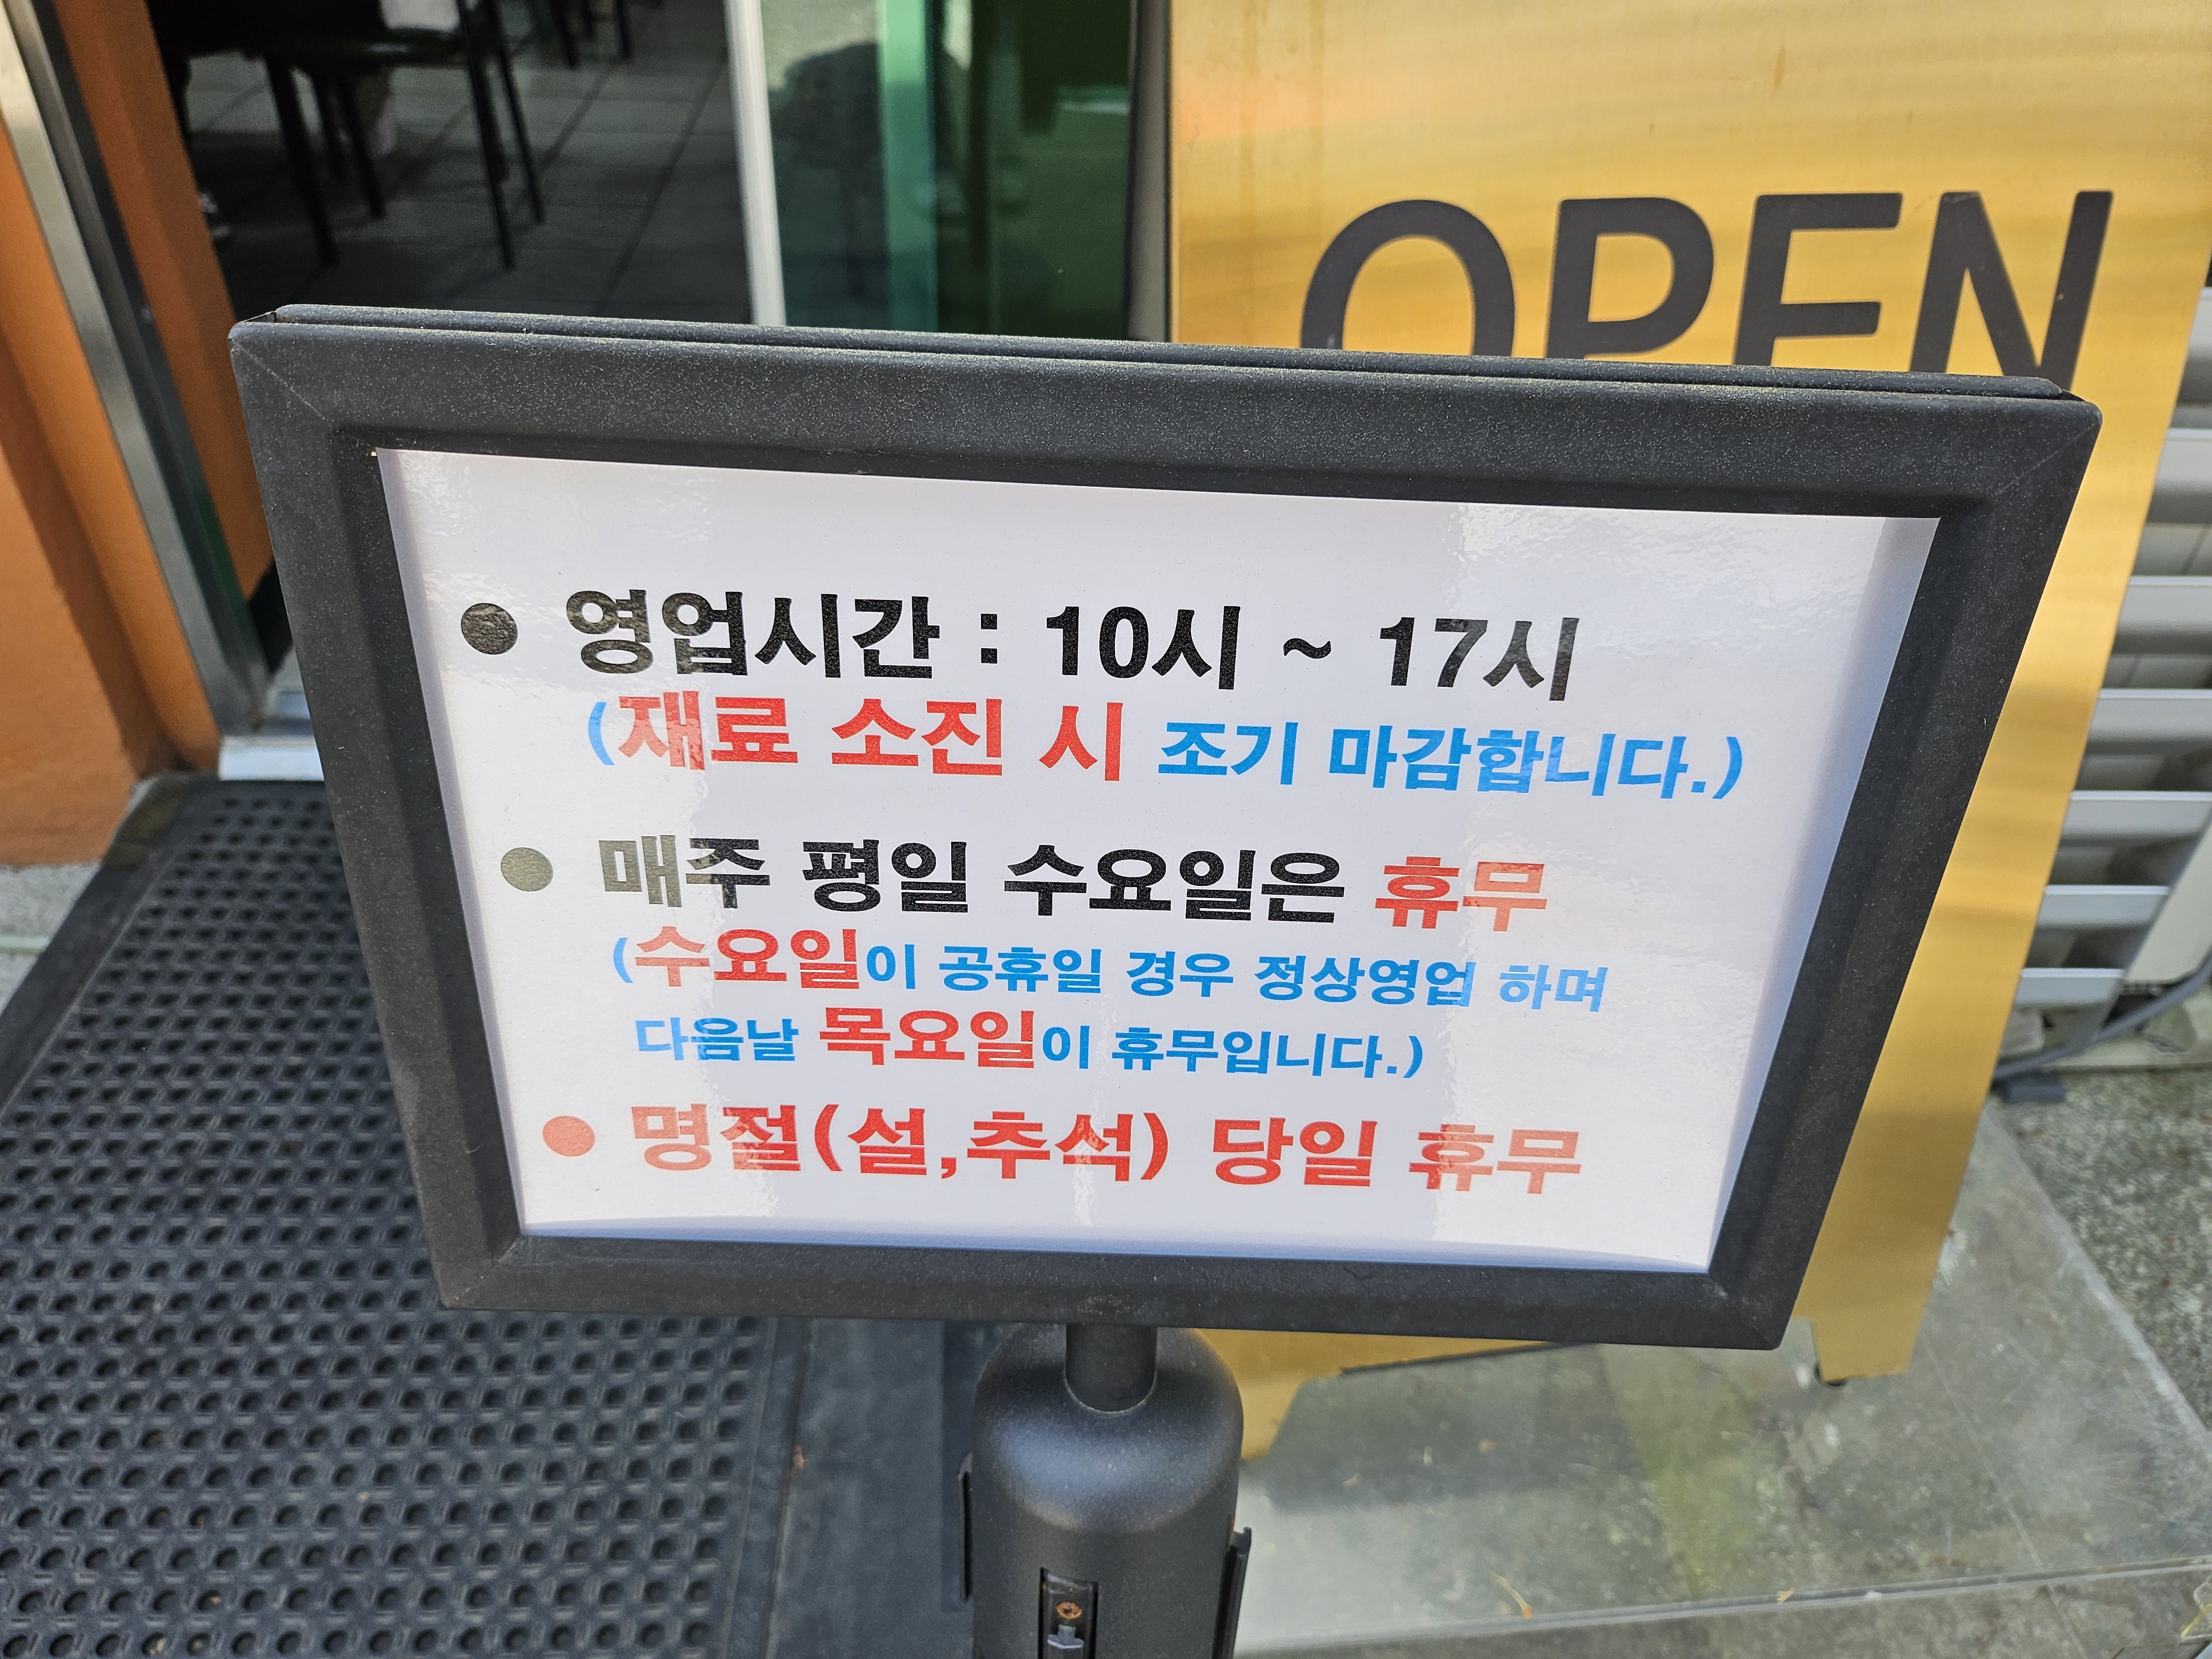 OPEN
● 영업시간 : 10시 ~ 17시
(재료 소진 시 조기 마감합니다.)
● 매주 평일 수요일은 휴무
(수요일이 공휴일 경우 정상영업 하며
다음날 목요일이 휴무입니다.)
● 명절(설,추석) 당일 휴무